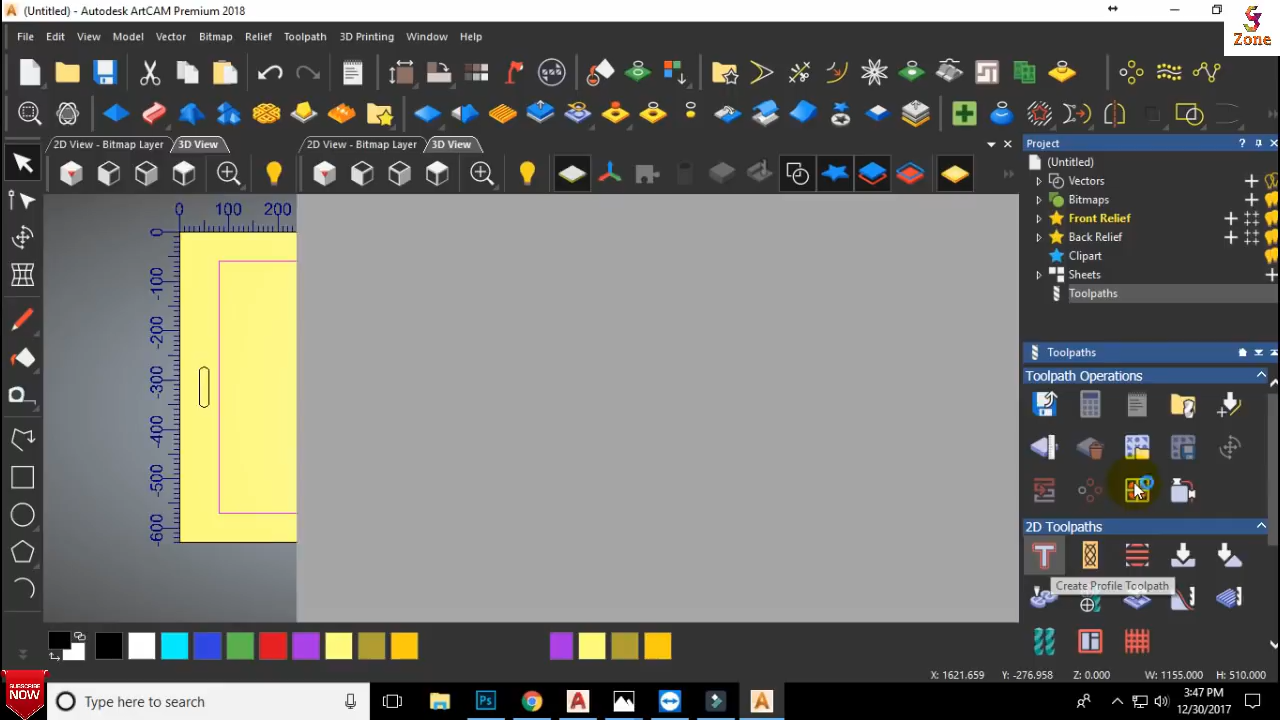 (Untitled) - Autodesk ArtCAM Premium 2018
File Edit View Model Vector Bitmap Relief Toolpath 3D Printing Window Help
Zone
2D View - Bitmap Layer 3D View 2D View - Bitmap Layer 3D View
Project
(Untitled)
Vectors
Bitmaps
Front Relief
Back Relief
Clipart
Sheets
Toolpaths
0 100 200
0
-100
-200
-300
-400
-500
-600
Toolpaths
Toolpath Operations
2D Toolpaths
Create Profile Toolpath
X: 1621.659 Y: -276.958 Z: 0.000 W: 1155.000 H: 510.000
SUBSCRIBE
NOW
Type here to search
3:47 PM
12/30/2017